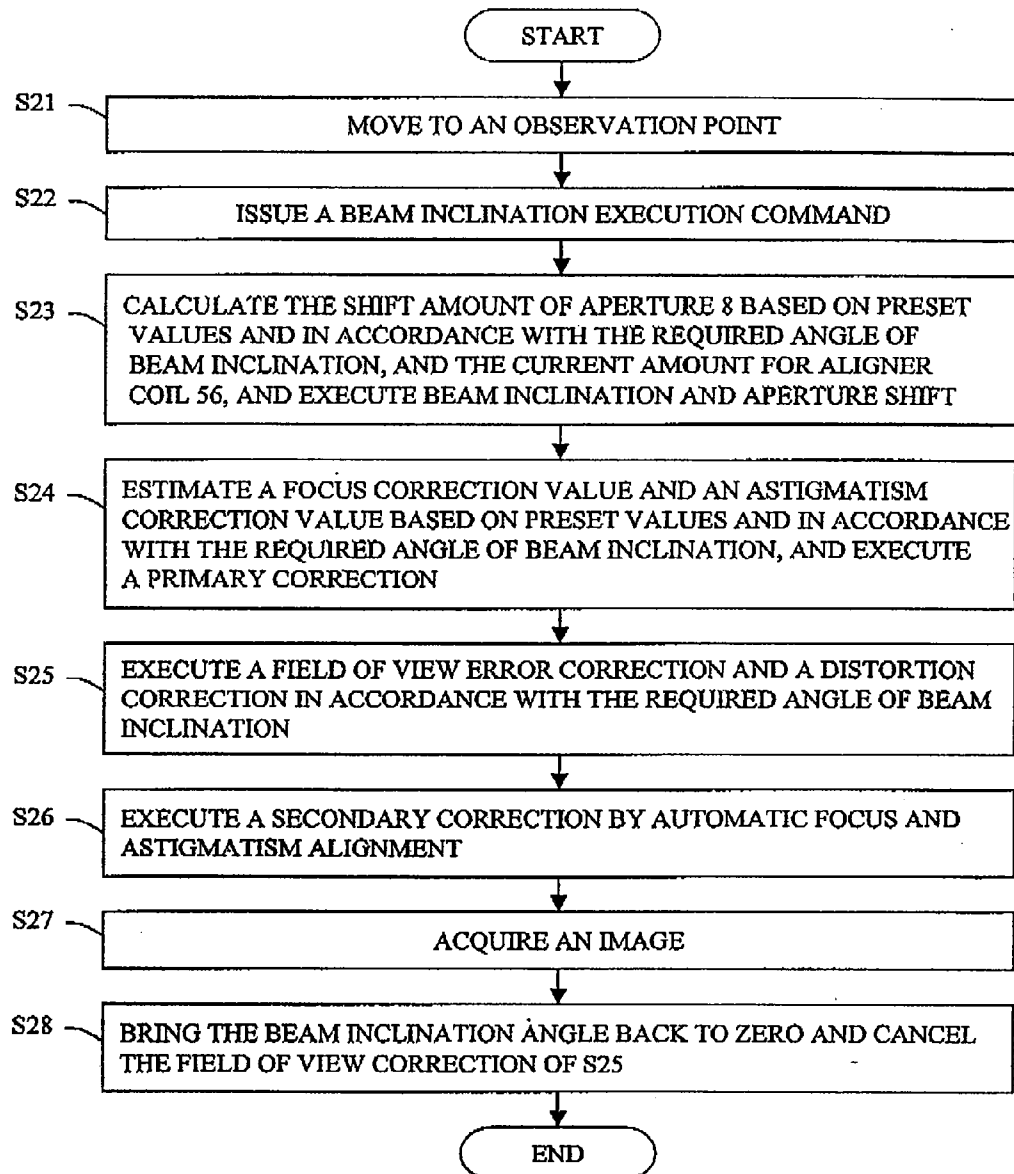 START
S21
MOVE TO AN OBSERVATION POINT
S22
ISSUE A BEAM INCLINATION EXECUTION COMMAND
S23
CALCULATE THE SHIFT AMOUNT OF APERTURE 8 BASED ON PRESET
VALUES AND IN ACCORDANCE WITH THE REQUIRED ANGLE OF
BEAM INCLINATION, AND THE CURRENT AMOUNT FOR ALIGNER
COIL 56, AND EXECUTE BEAM INCLINATION AND APERTURE SHIFT
S24
ESTIMATE A FOCUS CORRECTION VALUE AND AN ASTIGMATISM
CORRECTION VALUE BASED ON PRESET VALUES AND IN ACCORDANCE
WITH THE REQUIRED ANGLE OF BEAM INCLINATION, AND EXECUTE
A PRIMARY CORRECTION
S25
EXECUTE A FIELD OF VIEW ERROR CORRECTION AND A DISTORTION
CORRECTION IN ACCORDANCE WITH THE REQUIRED ANGLE OF BEAM
INCLINATION
S26
EXECUTE A SECONDARY CORRECTION BY AUTOMATIC FOCUS AND
ASTIGMATISM ALIGNMENT
S27
ACQUIRE AN IMAGE
S28
BRING THE BEAM INCLINATION ANGLE BACK TO ZERO AND CANCEL
THE FIELD OF VIEW CORRECTION OF S25
END